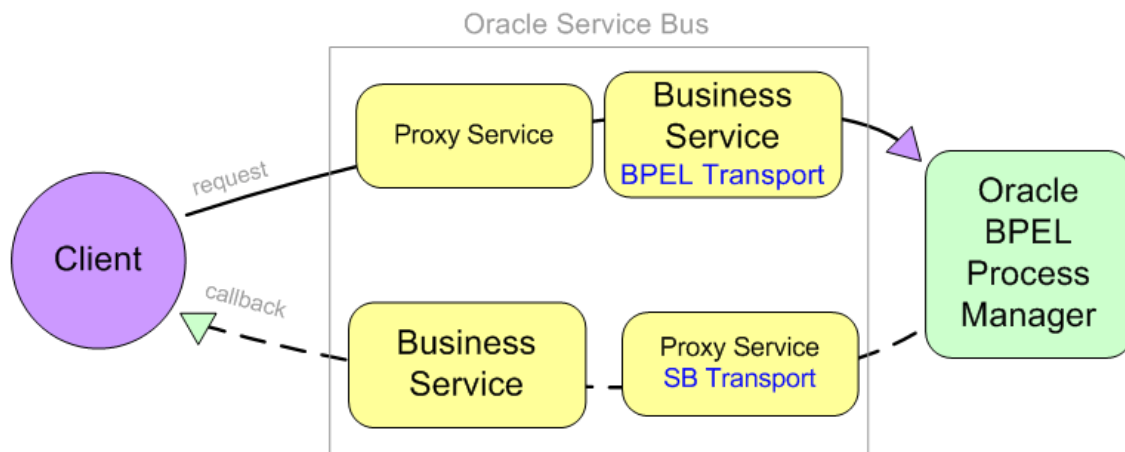 Oracle Service Bus
Proxy Service
Business
Service
BPEL Transport
request
Client
Oracle
BPEL
Process
Manager
callback
Business
Service
Proxy Service
SB Transport